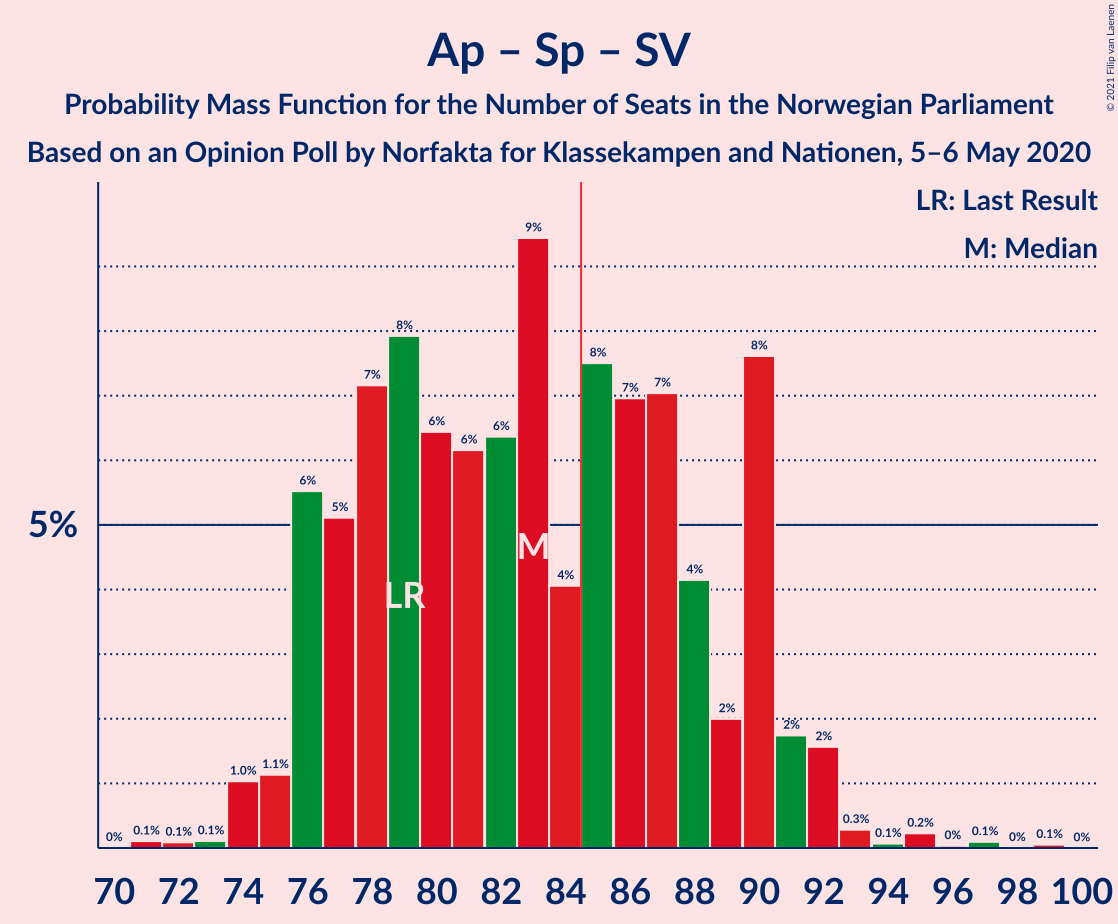 Ap – Sp – SV
Probability Mass Function for the Number of Seats in the Norwegian Parliament
Based on an Opinion Poll by Norfakta for Klassekampen and Nationen, 5–6 May 2020
© 2021 Filip van Laenen
LR: Last Result
M: Median
5%
0% 0.1% 0.1% 0.1% 1.0% 1.1% 6% 5% 7% 8% 6% 6% 6% 9% 4% 8% 7% 7% 4% 2% 8% 2% 2% 0.3% 0.1% 0.2% 0% 0.1% 0% 0.1% 0%
LR
M
70 72 74 76 78 80 82 84 86 88 90 92 94 96 98 100